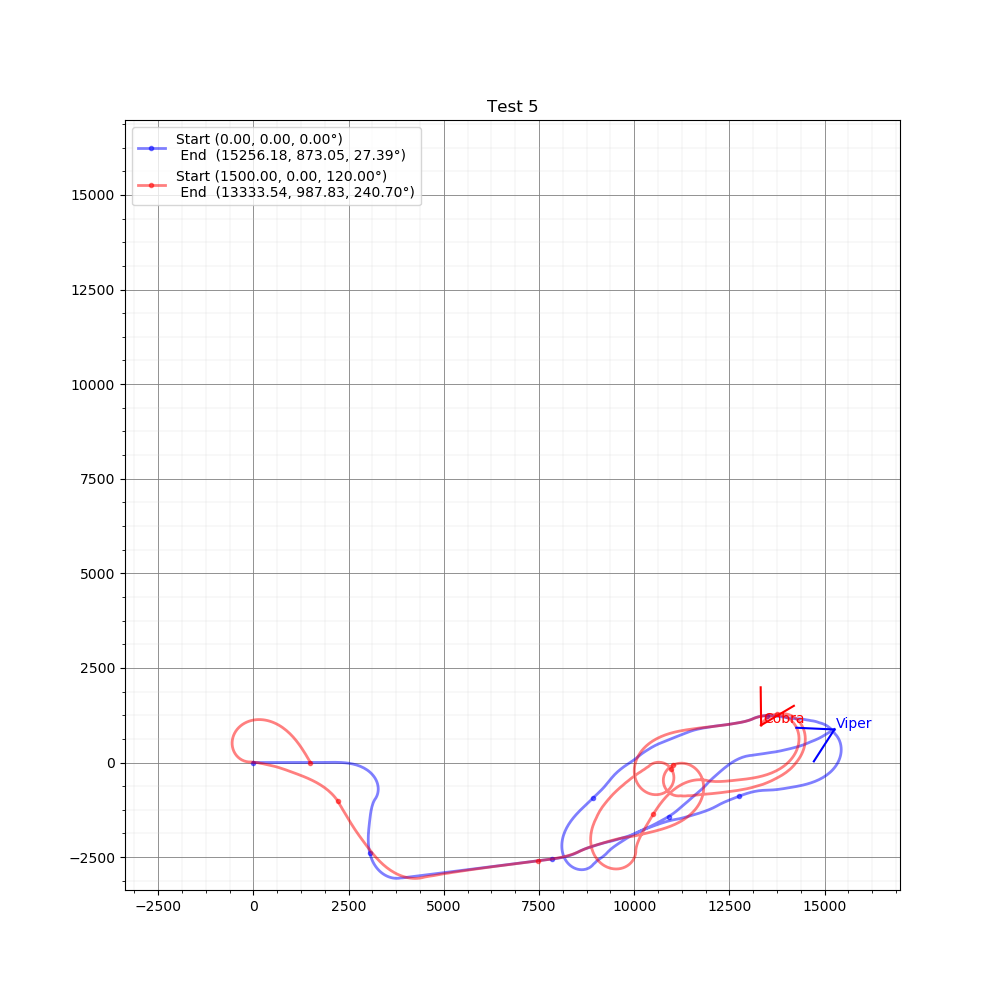 Test 5
Start (0.00, 0.00, 0.00°)
End (15256.18, 873.05, 27.39°)
Start (1500.00, 0.00, 120.00°)
End (13333.54, 987.83, 240.70°)
15000
12500
10000
7500
5000
2500
0
−2500
Cobra
Viper
−2500 0 2500 5000 7500 10000 12500 15000